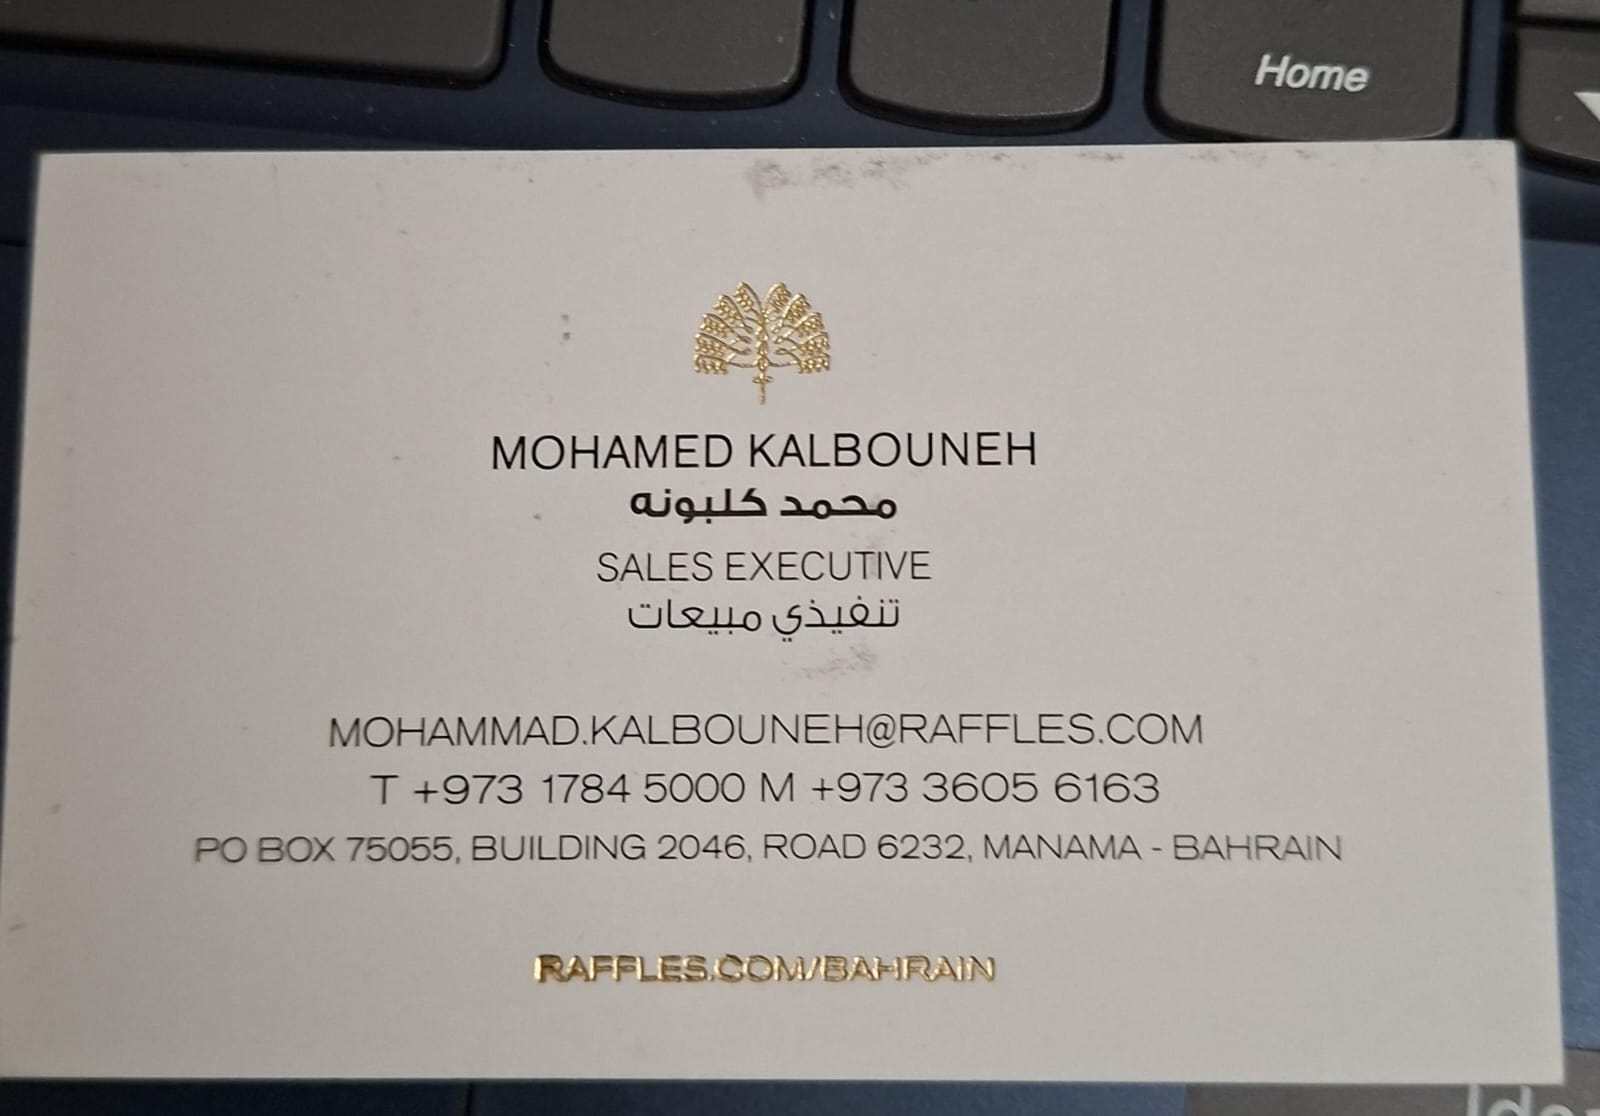 Home
MOHAMED KALBOUNEH
محمد كلبونه
SALES EXECUTIVE
تنفيذي مبيعات
MOHAMMAD.KALBOUNEH@RAFFLES.COM
T +973 1784 5000 M +973 3605 6163
PO BOX 75055, BUILDING 2046, ROAD 6232, MANAMA - BAHRAIN
RAFFLES.COM/BAHRAIN